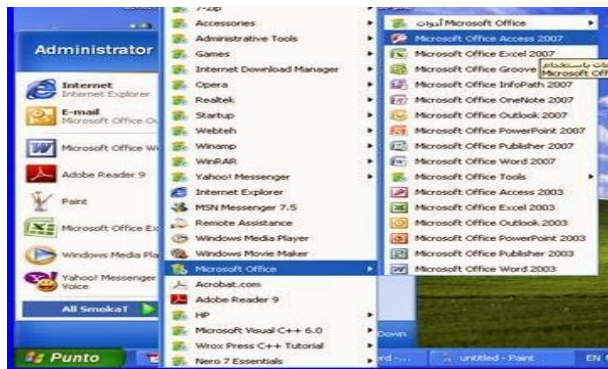 Administrator
Internet
Internet Explorer
E-mail
Microsoft Office Ou
Microsoft Office Wo
Adobe Reader 9
Paint
Microsoft Office Ex
Windows Media Pla
Yahoo! Messenger
Voice
All SmokaT
Punto
7-Zip
Accessories
Administrative Tools
Games
Internet Download Manager
Opera
Realtek
Startup
Webteh
Winamp
WinRAR
Yahoo! Messenger
Internet Explorer
MSN Messenger 7.5
Remote Assistance
Windows Media Player
Windows Movie Maker
Microsoft Office
Acrobat.com
Adobe Reader 9
HP
Microsoft Visual C++ 6.0
Wrox Press C++ Tutorial
Nero 7 Essentials
أدوات Microsoft Office
Microsoft Office Access 2007
Microsoft Office Excel 2007
Microsoft Office Groove
Microsoft Office InfoPath 2007
Microsoft Office OneNote 2007
Microsoft Office Outlook 2007
Microsoft Office PowerPoint 2007
Microsoft Office Publisher 2007
Microsoft Office Word 2007
Microsoft Office Tools
Microsoft Office Access 2003
Microsoft Office Excel 2003
Microsoft Office Outlook 2003
Microsoft Office PowerPoint 2003
Microsoft Office Publisher 2003
Microsoft Office Word 2003
باستخدام
Microsoft Off
Down
untitled - Paint
EN